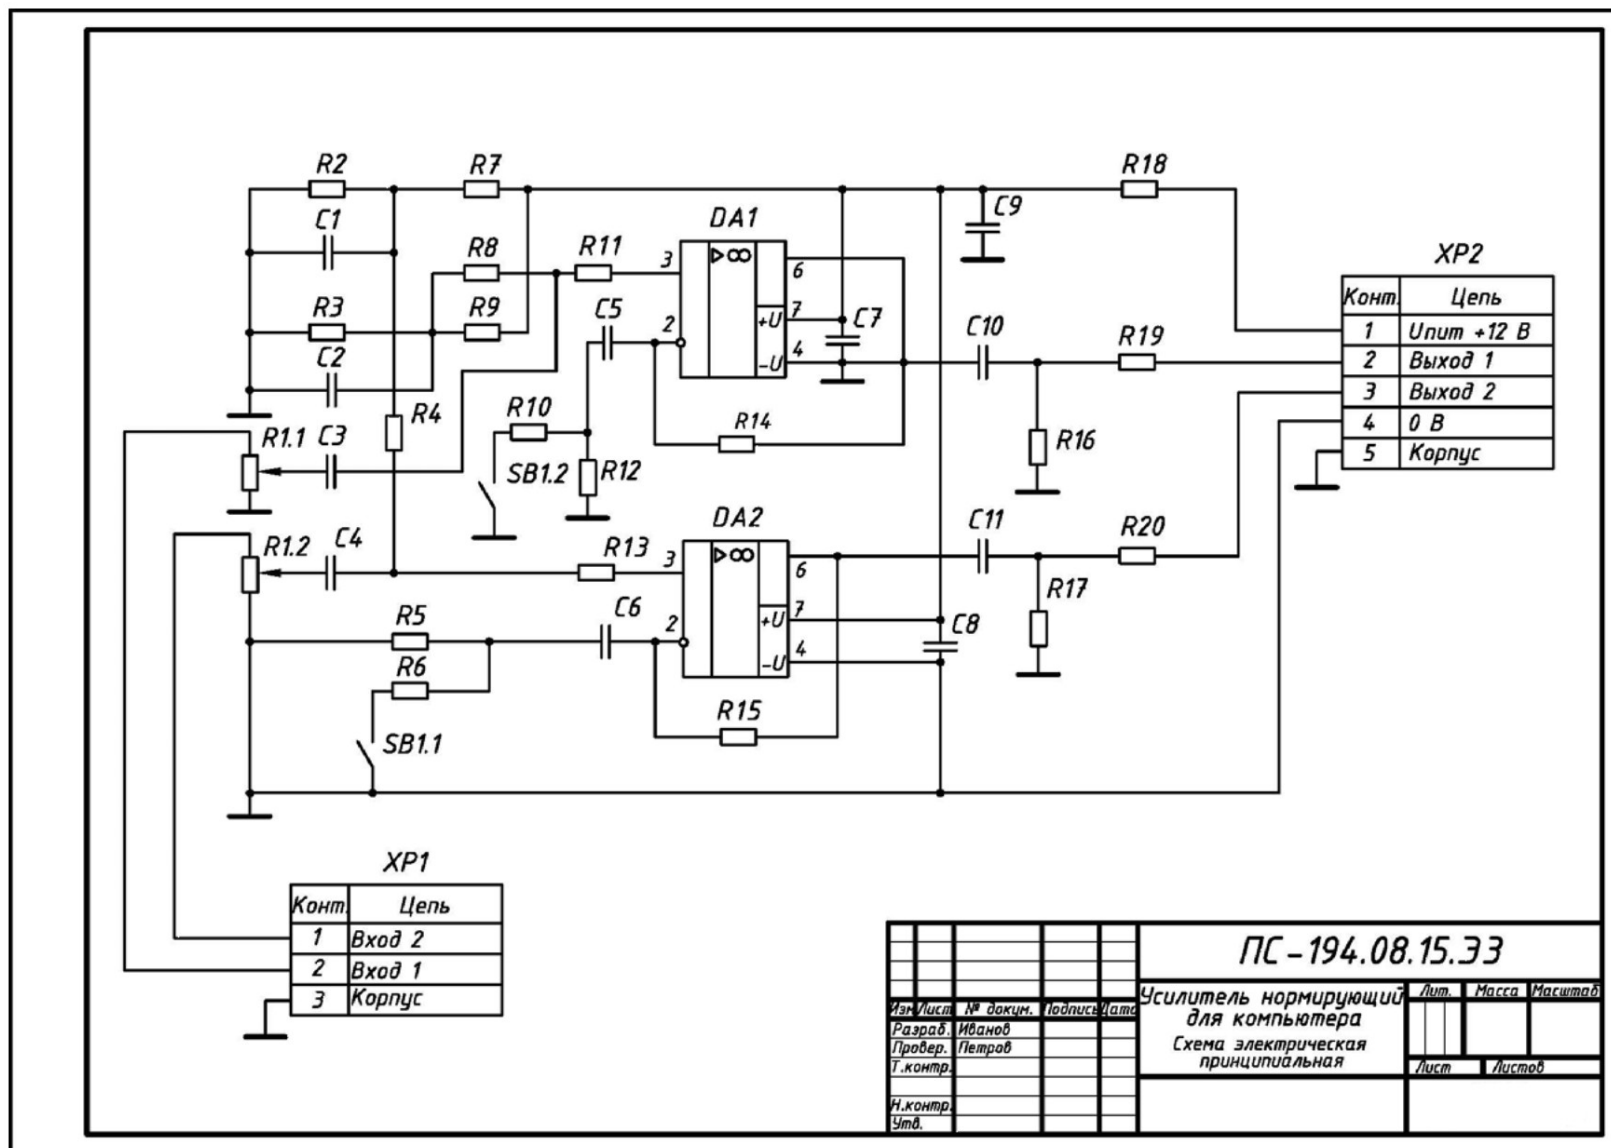 R2
R7
R18
C1
C9
DA1
R8
R11
3
6
XP2
R3
R9
C5
2
7
+U
C7
4
-U
C10
R19
C2
R4
R10
R14
R1.1
C3
SB1.2
R12
R16
Конт. Цепь
1 Uпит +12 В
2 Выход 1
3 Выход 2
4 0 В
5 Корпус
DA2
C11
R20
R1.2
C4
R13
3
6
R17
R5
C6
2
7
+U
C8
4
-U
R6
R15
SB1.1
XP1
Конт. Цепь
1 Вход 2
2 Вход 1
3 Корпус
ПС-194.08.15.ЭЗ
Усилитель нормирующий
для компьютера
Схема электрическая
принципиальная
Лит. Масса Масштаб
Лист Листов
Изм Лист № докум. Подпись Дата
Разраб. Иванов
Провер. Петров
Т.контр.
Н.контр.
Утв.